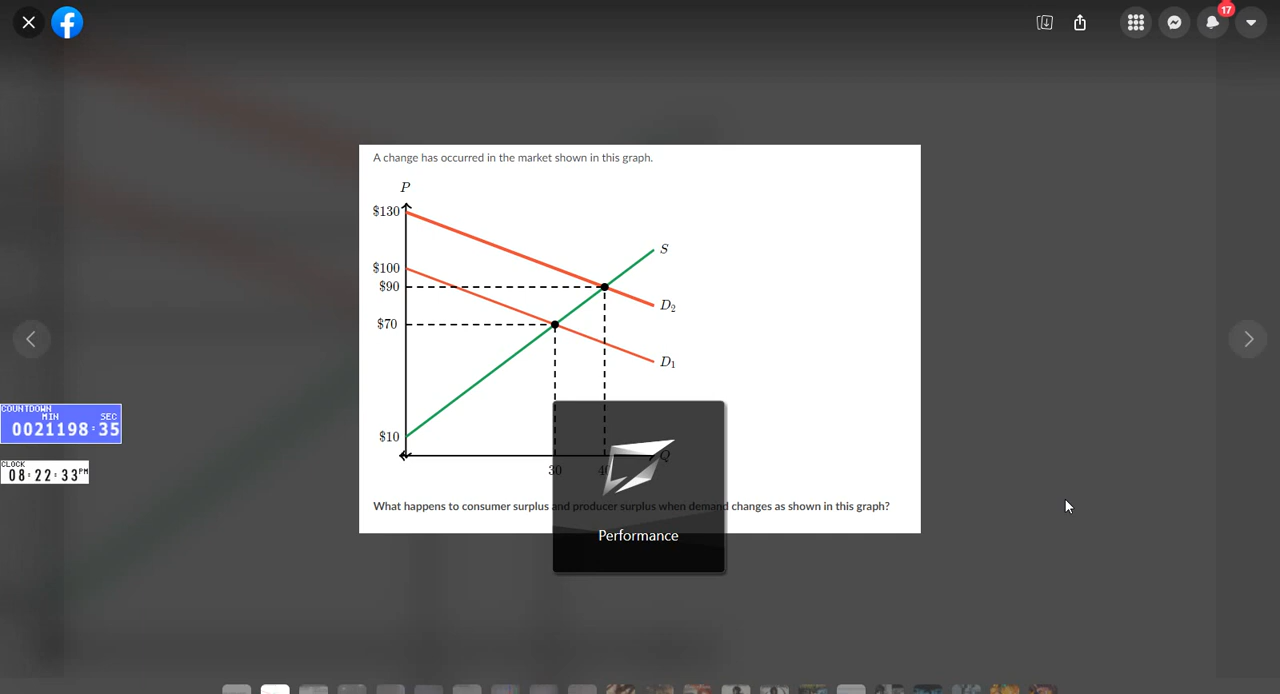 17
A change has occurred in the market shown in this graph.
P
$130
S
$100
$90
D2
$70
D1
COUNTDOWN
MIN SEC
0021198:35
$10
Q
CLOCK
08:22:33PM
30
What happens to consumer surplus and producer surplus when demand changes as shown in this graph?
Performance